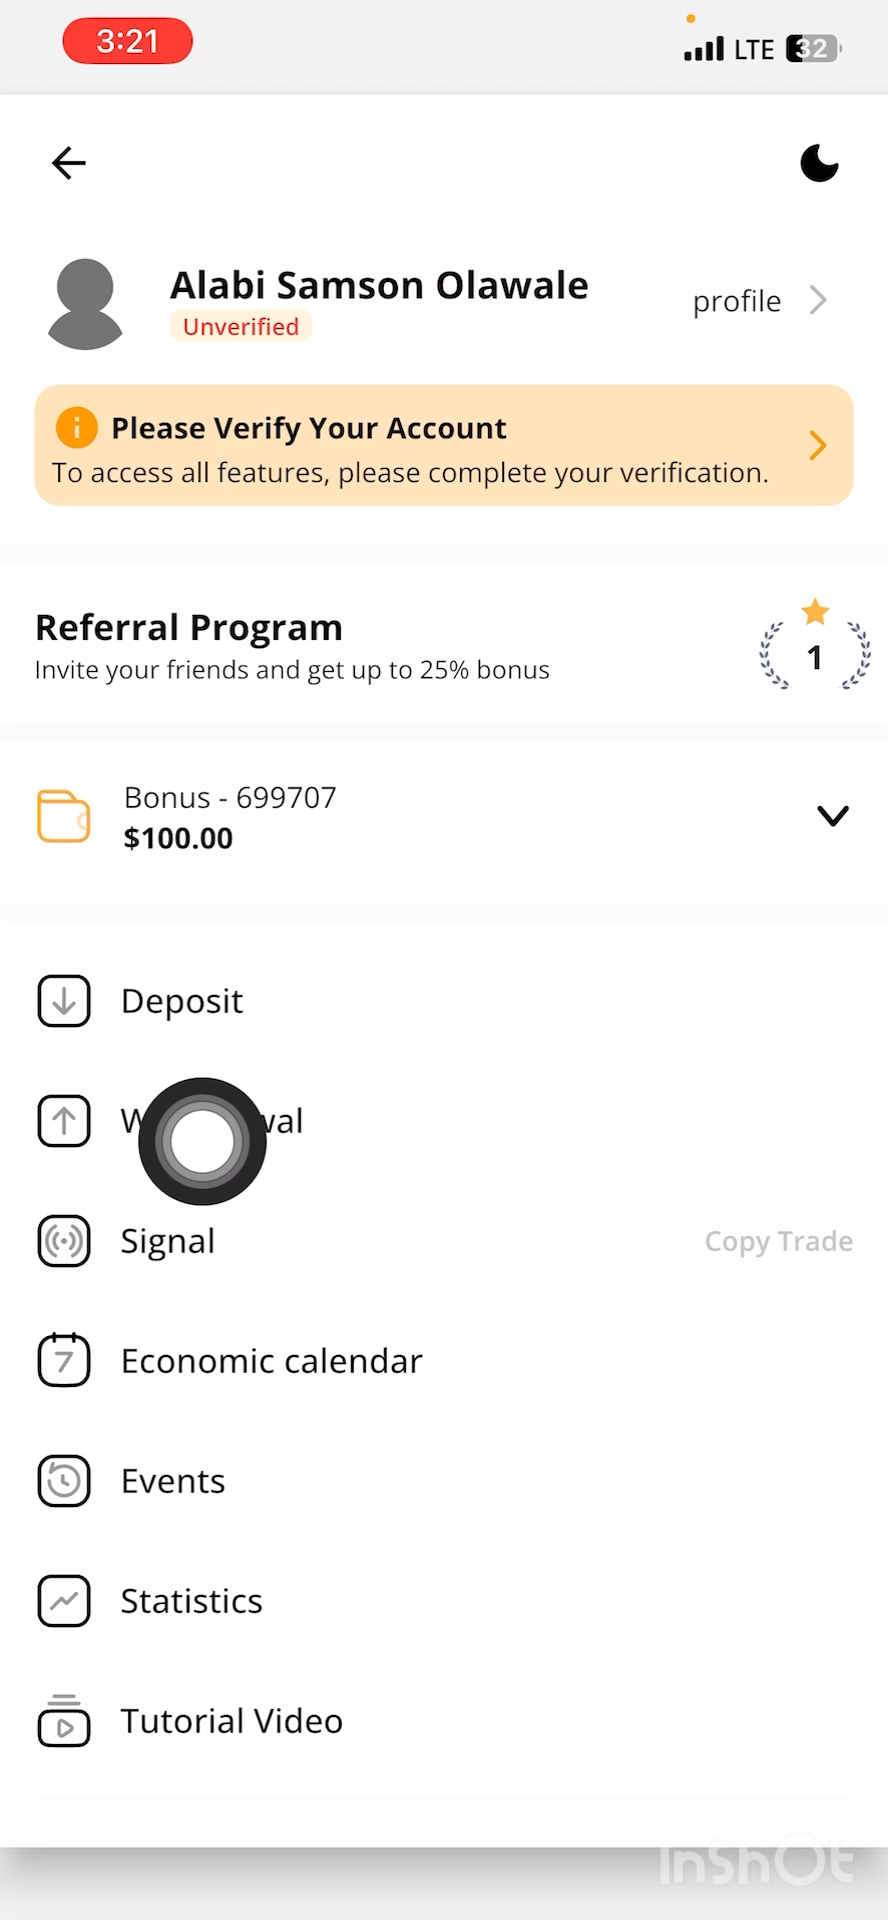 3:21
LTE 32
Alabi Samson Olawale
Unverified
profile
Please Verify Your Account
To access all features, please complete your verification.
Referral Program
Invite your friends and get up to 25% bonus
1
Bonus - 699707
$100.00
Deposit
Signal
Copy Trade
7
Economic calendar
Events
Statistics
Tutorial Video
InShOt